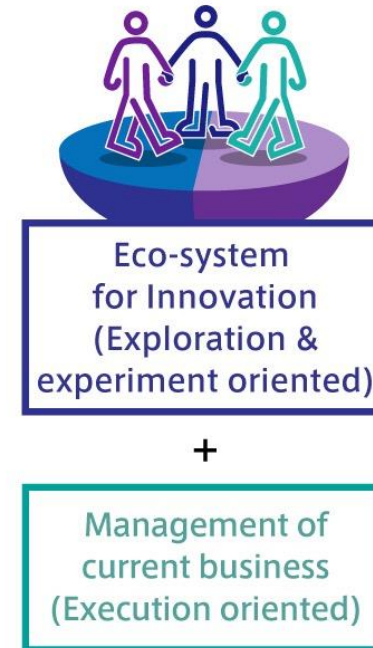 Eco-system
for Innovation
(Exploration &
experiment oriented)
+
Management of
current business
(Execution oriented)